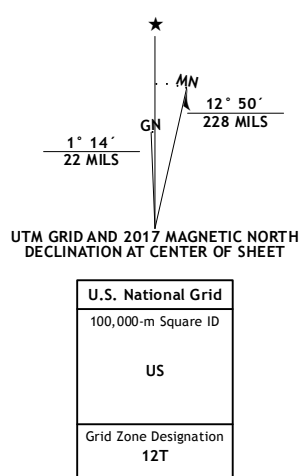 ★
MN
GN
12° 50´
228 MILS
1° 14´
22 MILS
UTM GRID AND 2017 MAGNETIC NORTH
DECLINATION AT CENTER OF SHEET
U.S. National Grid
100,000-m Square ID
US
Grid Zone Designation
12T